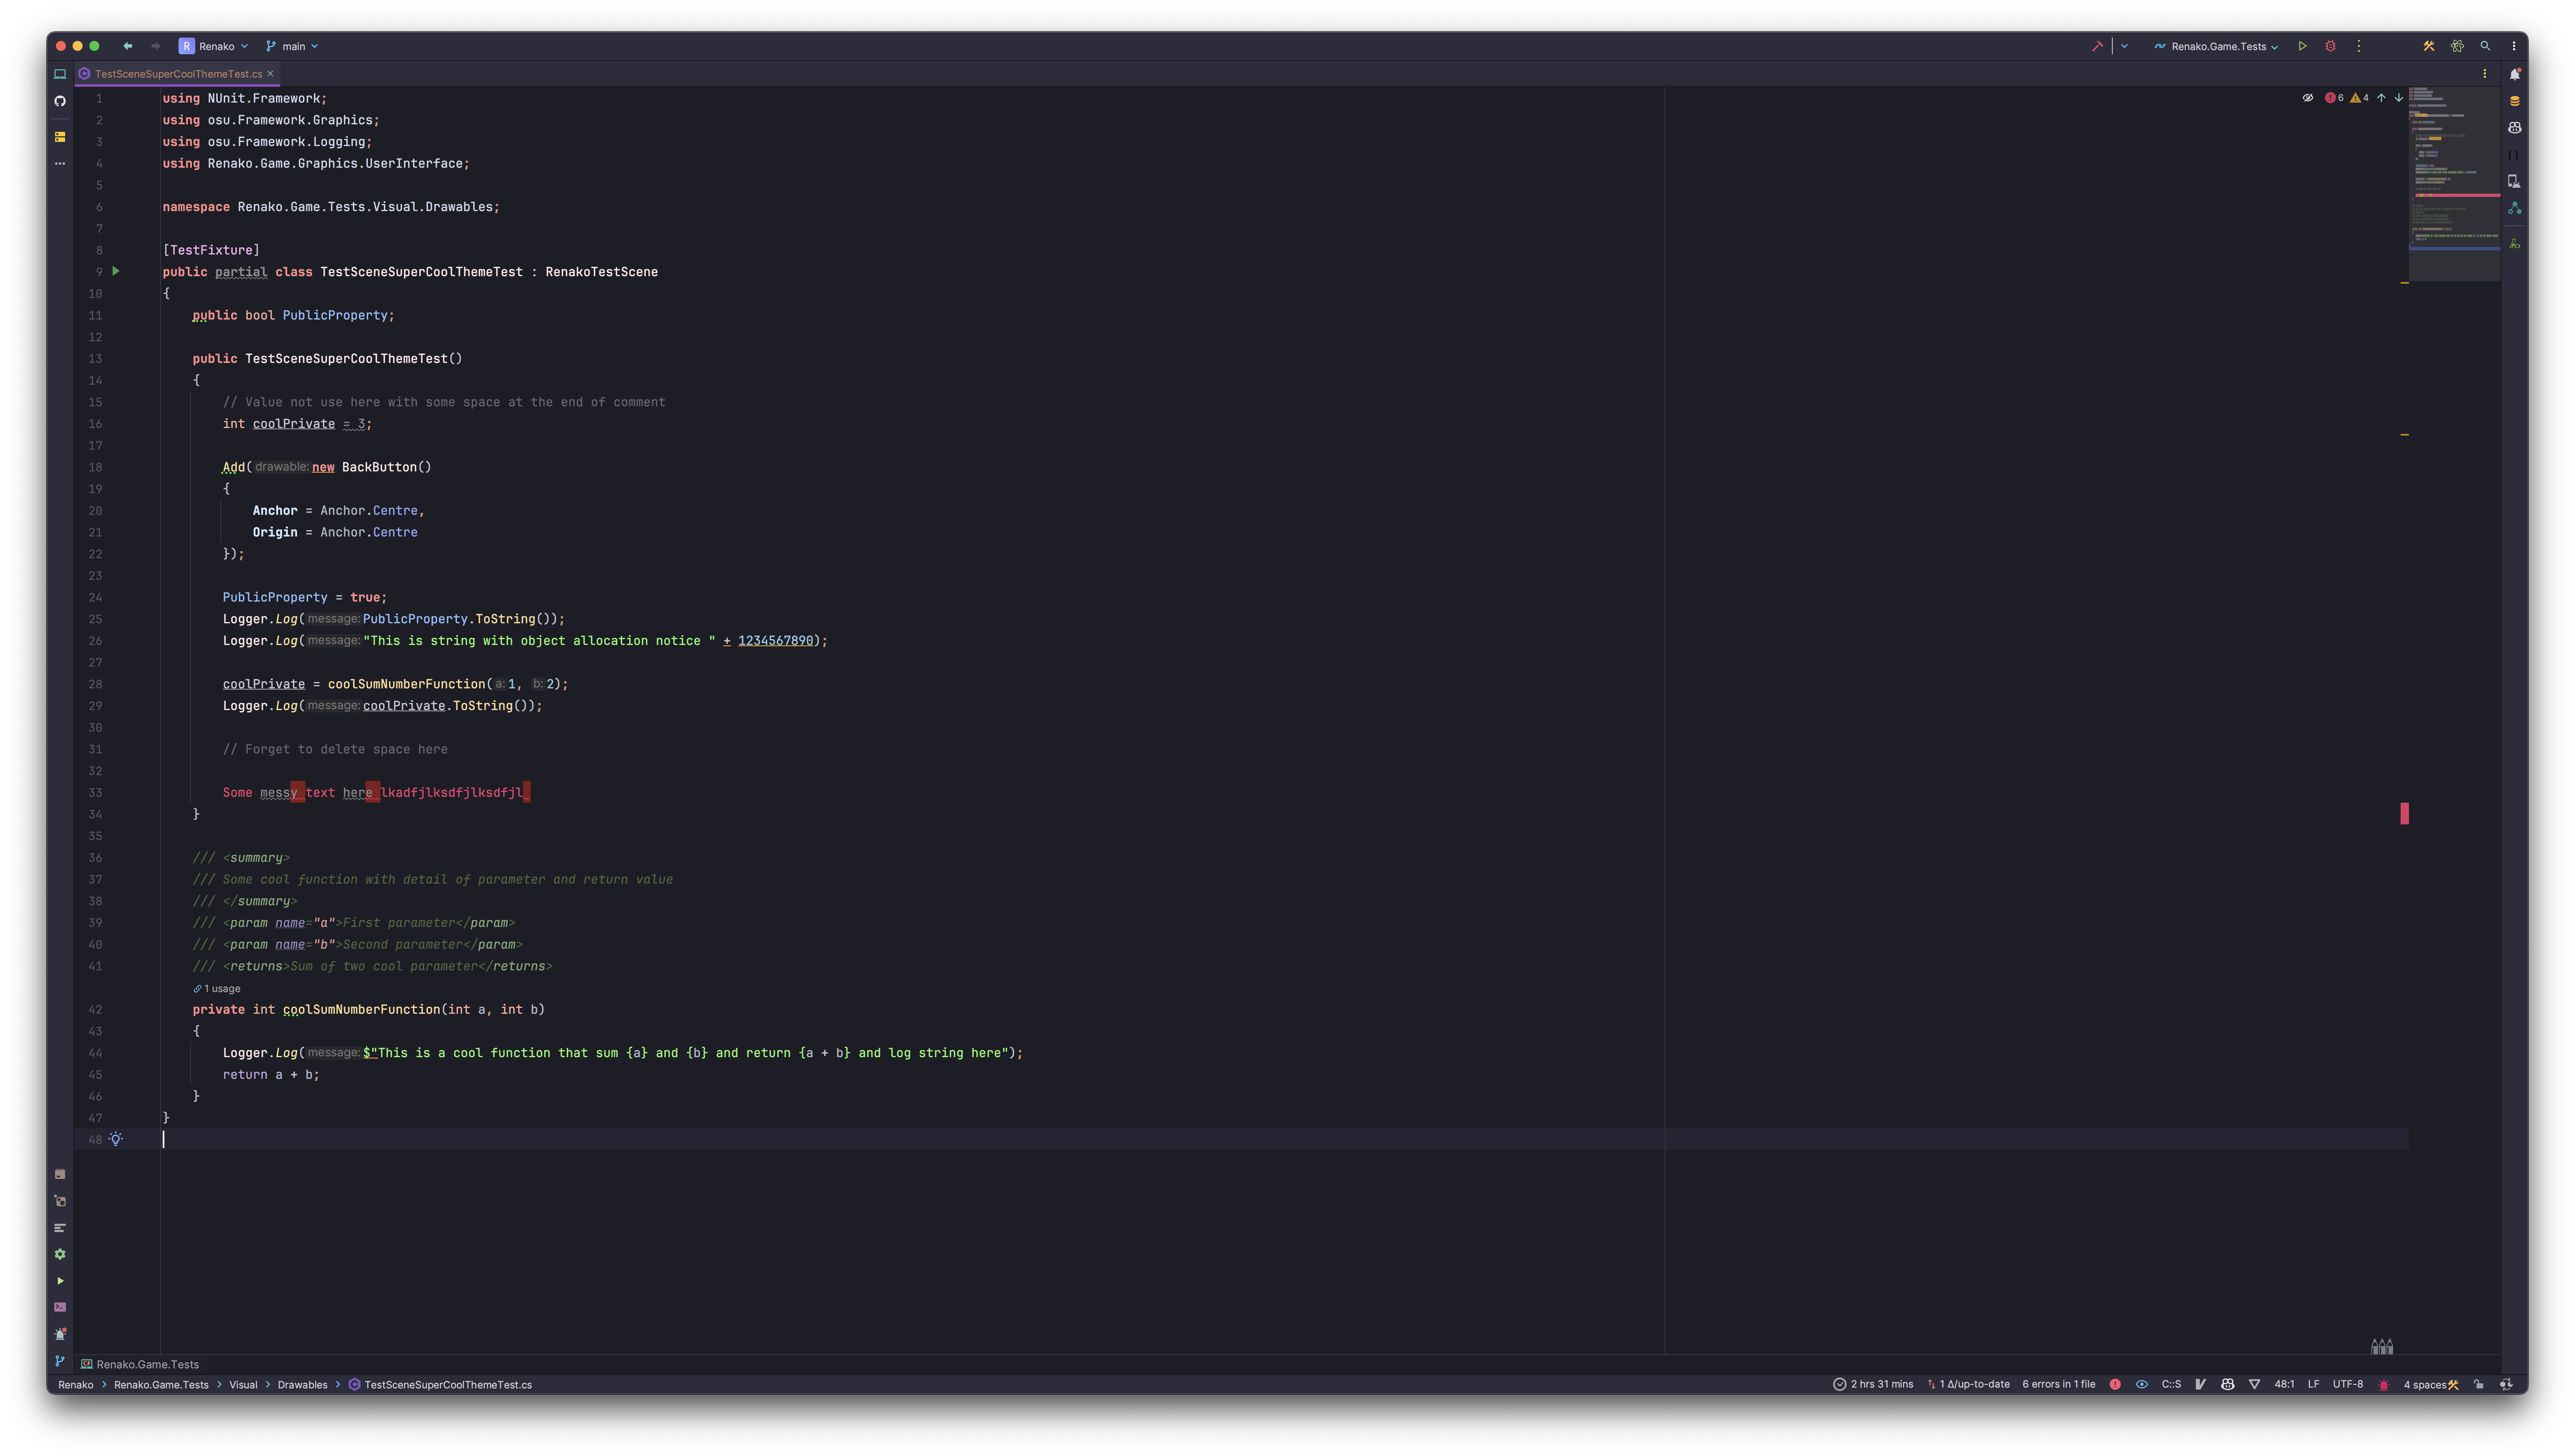 R Renako main Renako.Game.Tests
TestSceneSuperCoolThemeTest.cs
6 4
1 using NUnit.Framework;
2 using osu.Framework.Graphics;
3 using osu.Framework.Logging;
4 using Renako.Game.Graphics.UserInterface;
5
6 namespace Renako.Game.Tests.Visual.Drawables;
7
8 [TestFixture]
9 public partial class TestSceneSuperCoolThemeTest : RenakoTestScene
10 {
11 public bool PublicProperty;
12
13 public TestSceneSuperCoolThemeTest()
14 {
15 // Value not use here with some space at the end of comment
16 int coolPrivate = 3;
17
18 Add( drawable: new BackButton()
19 {
20 Anchor = Anchor.Centre,
21 Origin = Anchor.Centre
22 });
23
24 PublicProperty = true;
25 Logger.Log( message: PublicProperty.ToString());
26 Logger.Log( message: "This is string with object allocation notice " + 1234567890);
27
28 coolPrivate = coolSumNumberFunction( a: 1, b: 2);
29 Logger.Log( message: coolPrivate.ToString());
30
31 // Forget to delete space here
32
33 Some messy text here lkadfjlksdfjlksdfjl
34 }
35
36 /// <summary>
37 /// Some cool function with detail of parameter and return value
38 /// </summary>
39 /// <param name="a">First parameter</param>
40 /// <param name="b">Second parameter</param>
41 /// <returns>Sum of two cool parameter</returns>
1 usage
42 private int coolSumNumberFunction(int a, int b)
43 {
44 Logger.Log( message: $"This is a cool function that sum {a} and {b} and return {a + b} and log string here");
45 return a + b;
46 }
47 }
48
Renako.Game.Tests
Renako > Renako.Game.Tests > Visual > Drawables > TestSceneSuperCoolThemeTest.cs 2 hrs 31 mins 1 Δ/up-to-date 6 errors in 1 file C::S 48:1 LF UTF-8 4 spaces